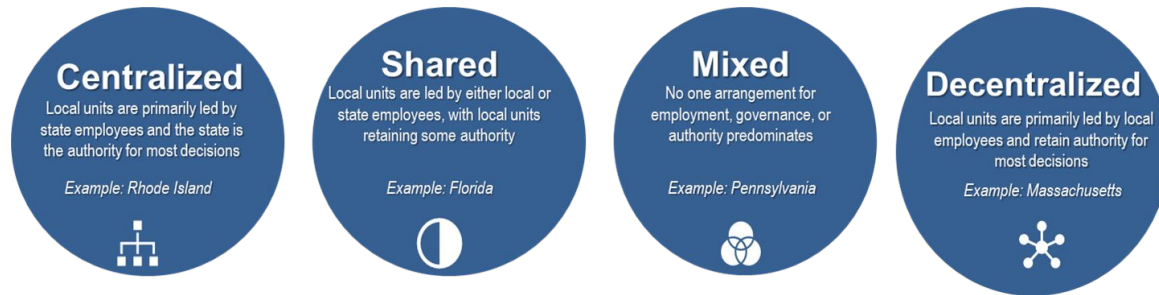 Centralized
Local units are primarily led by
state employees and the state is
the authority for most decisions
Example: Rhode Island
Shared
Local units are led by either local or
state employees, with local units
retaining some authority
Example: Florida
Mixed
No one arrangement for
employment, governance, or
authority predominates
Example: Pennsylvania
Decentralized
Local units are primarily led by local
employees and retain authority for
most decisions
Example: Massachusetts